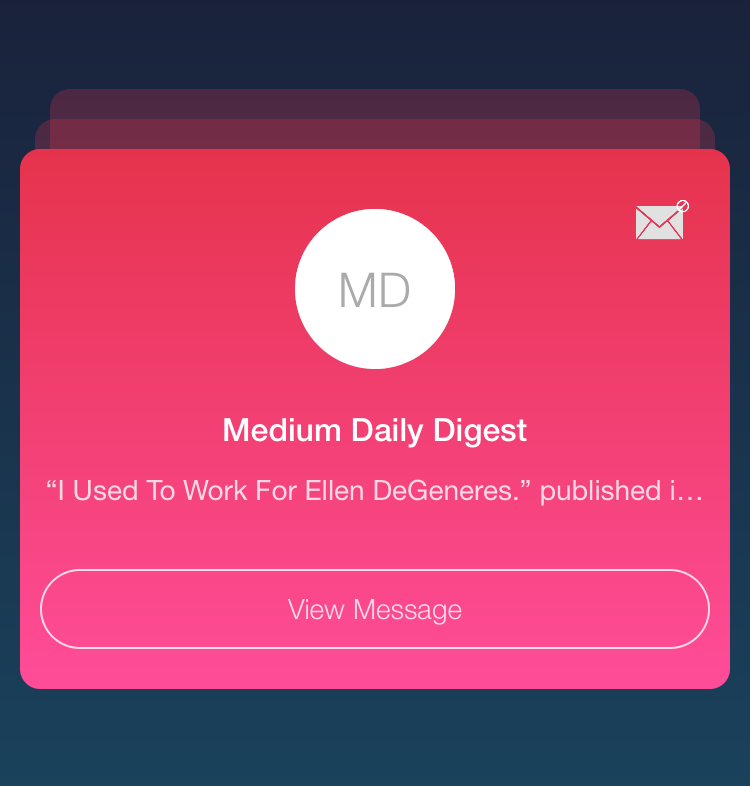 MD
Medium Daily Digest
“I Used To Work For Ellen DeGeneres.” published i…
View Message